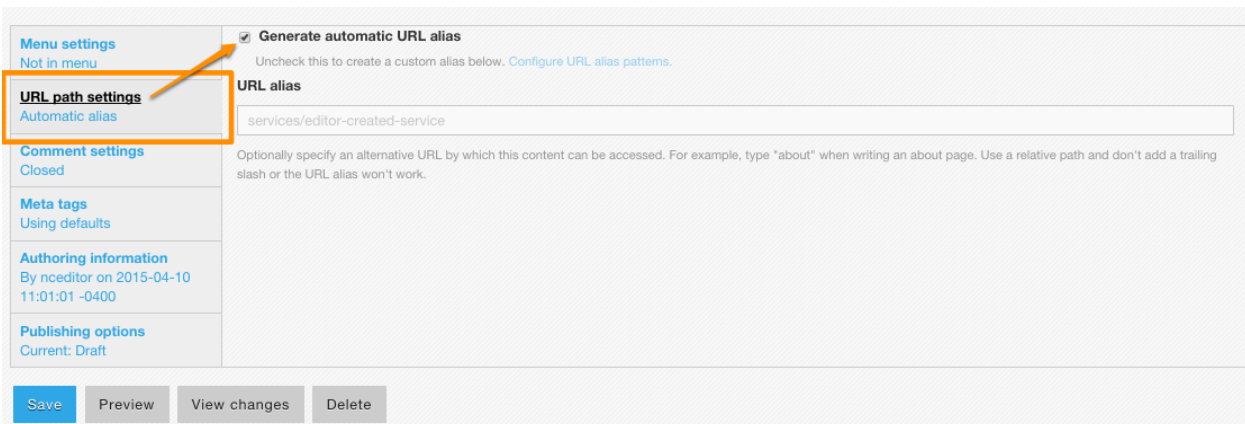 Menu settings
Not in menu
URL path settings
Automatic alias
Comment settings
Closed
Meta tags
Using defaults
Authoring information
By nceditor on 2015-04-10
11:01:01 -0400
Publishing options
Current: Draft
Generate automatic URL alias
Uncheck this to create a custom alias below. Configure URL alias patterns.
URL alias
services/editor-created-service
Optionally specify an alternative URL by which this content can be accessed. For example, type "about" when writing an about page. Use a relative path and don't add a trailing
slash or the URL alias won't work.
Save Preview View changes Delete